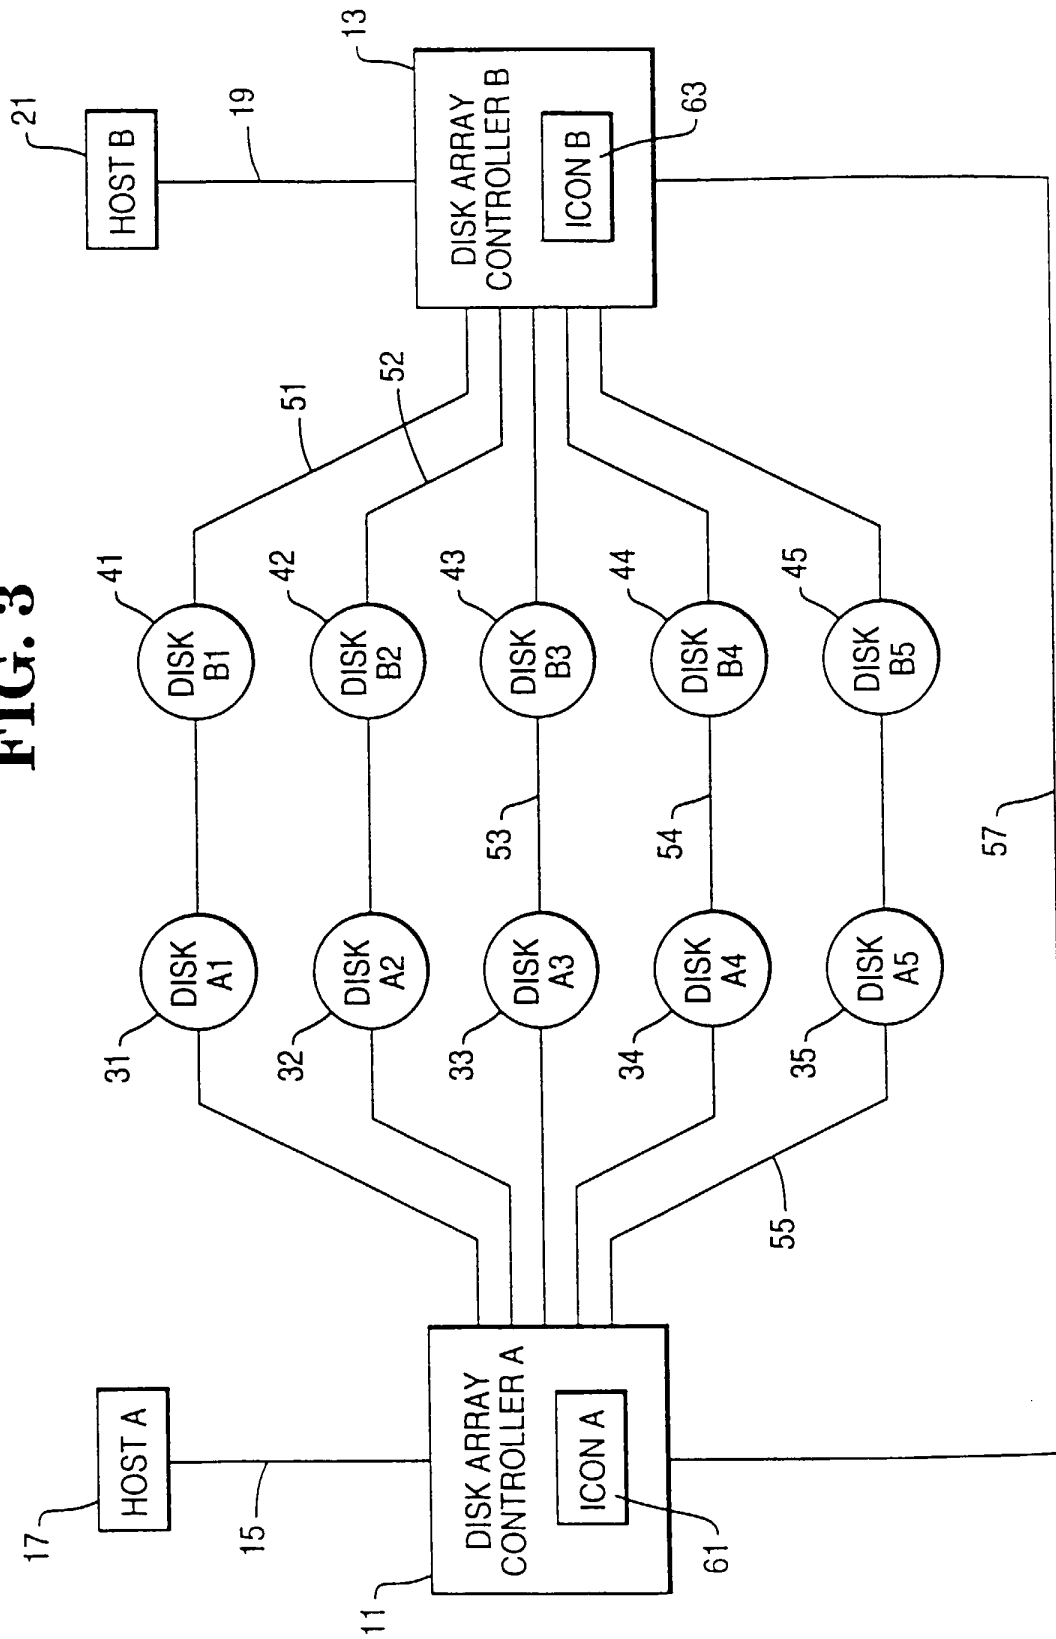 FIG. 3
17
HOST A
15
11
DISK ARRAY
CONTROLLER A
ICON A
61
21
HOST B
19
13
DISK ARRAY
CONTROLLER B
ICON B
63
31
DISK
A1
41
DISK
B1
51
32
DISK
A2
42
DISK
B2
52
33
DISK
A3
53
43
DISK
B3
34
DISK
A4
54
44
DISK
B4
35
DISK
A5
45
DISK
B5
55
57